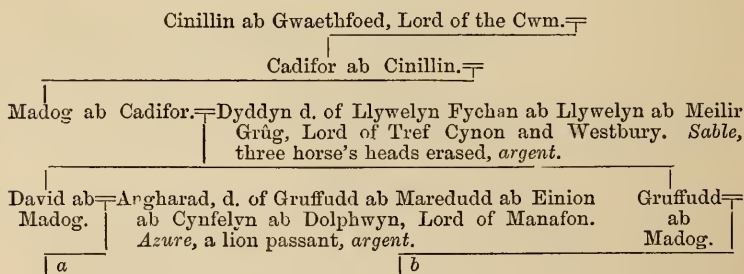 Cinillin ab Gwaethfoed, Lord of the Cwm.
Cadifor ab Cinillin.
Madog ab Cadifor. Dyddyn d. of Llywelyn Fychan ab Llywelyn ab Meilir
Grûg, Lord of Tref Cynon and Westbury. Sable,
three horse's heads erased, argent.
David ab Angharad, d. of Gruffudd ab Maredudd ab Einion Gruffudd
Madog. ab Cynfelyn ab Dolphwyn, Lord of Manafon. ab
Azure, a lion passant, argent. Madog.
a b